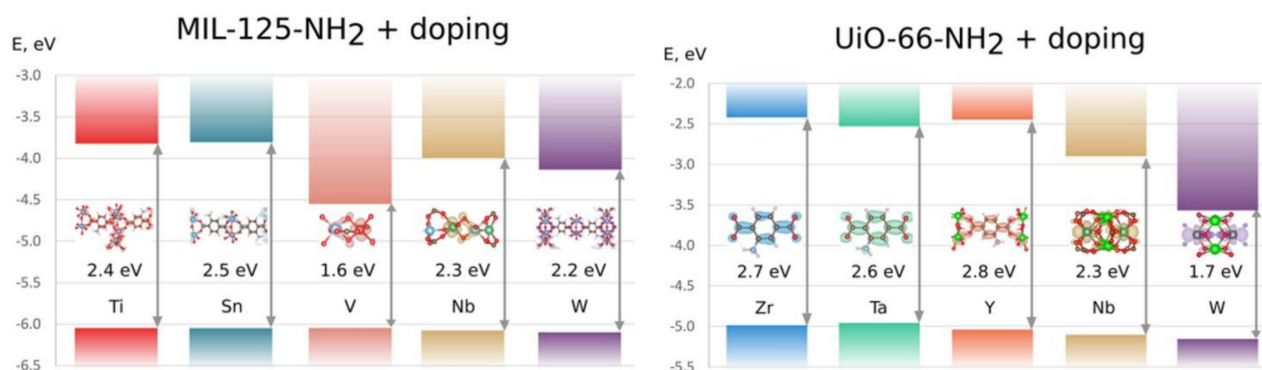 MIL-125-NH2 + doping
E, eV
-3.0
-3.5
-4.0
-4.5
-5.0
-5.5
-6.0
-6.5
2.4 eV 2.5 eV 1.6 eV 2.3 eV 2.2 eV
Ti Sn V Nb W
UiO-66-NH2 + doping
E, eV
-2.0
-2.5
-3.0
-3.5
-4.0
-4.5
-5.0
-5.5
2.7 eV 2.6 eV 2.8 eV 2.3 eV 1.7 eV
Zr Ta Y Nb W